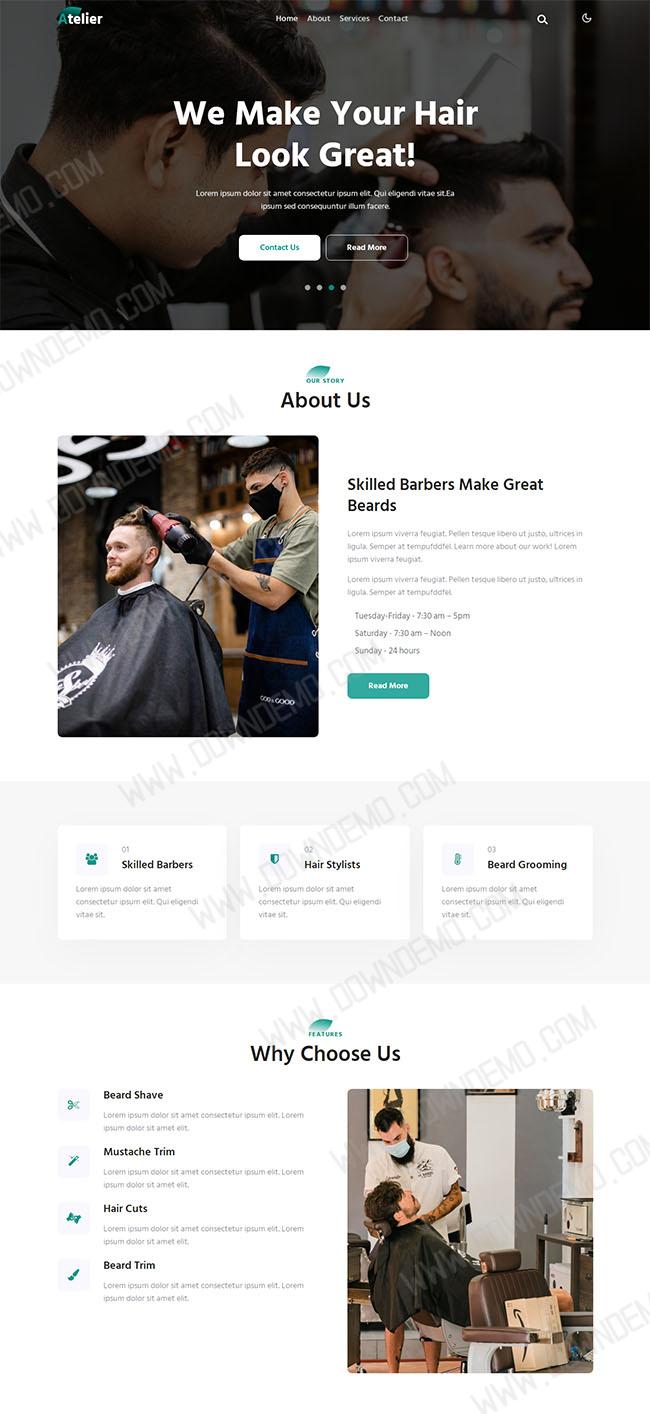 Atelier
Home About Services Contact
We Make Your Hair
Look Great!
Lorem ipsum dolor sit amet consectetur ipsum elit. Qui eligendi vitae sit.Ea
ipsum sed consequuntur illum facere.
Contact Us Read More
OUR STORY
About Us
Skilled Barbers Make Great
Beards
Lorem ipsum viverra feugiat. Pellen tesque libero ut justo, ultrices in
ligula. Semper at tempufddfel. Learn more about our work! Lorem
ipsum viverra feugiat.
Lorem ipsum viverra feugiat. Pellen tesque libero ut justo, ultrices in
ligula. Semper at tempufddfel.
Tuesday-Friday - 7:30 am – 5pm
Saturday - 7:30 am – Noon
Sunday - 24 hours
Read More
GOD is GOOD
01
Skilled Barbers
Lorem ipsum dolor sit amet
consectetur ipsum elit. Qui eligendi
vitae sit.
02
Hair Stylists
Lorem ipsum dolor sit amet
consectetur ipsum elit. Qui eligendi
vitae sit.
03
Beard Grooming
Lorem ipsum dolor sit amet
consectetur ipsum elit. Qui eligendi
vitae sit.
FEATURES
Why Choose Us
Beard Shave
Lorem ipsum dolor sit amet consectetur ipsum elit. Lorem
ipsum dolor sit amet elit.
Mustache Trim
Lorem ipsum dolor sit amet consectetur ipsum elit. Lorem
ipsum dolor sit amet elit.
Hair Cuts
Lorem ipsum dolor sit amet consectetur ipsum elit. Lorem
ipsum dolor sit amet elit.
Beard Trim
Lorem ipsum dolor sit amet consectetur ipsum elit. Lorem
ipsum dolor sit amet elit.
WWW.DOWNDEMO.COM